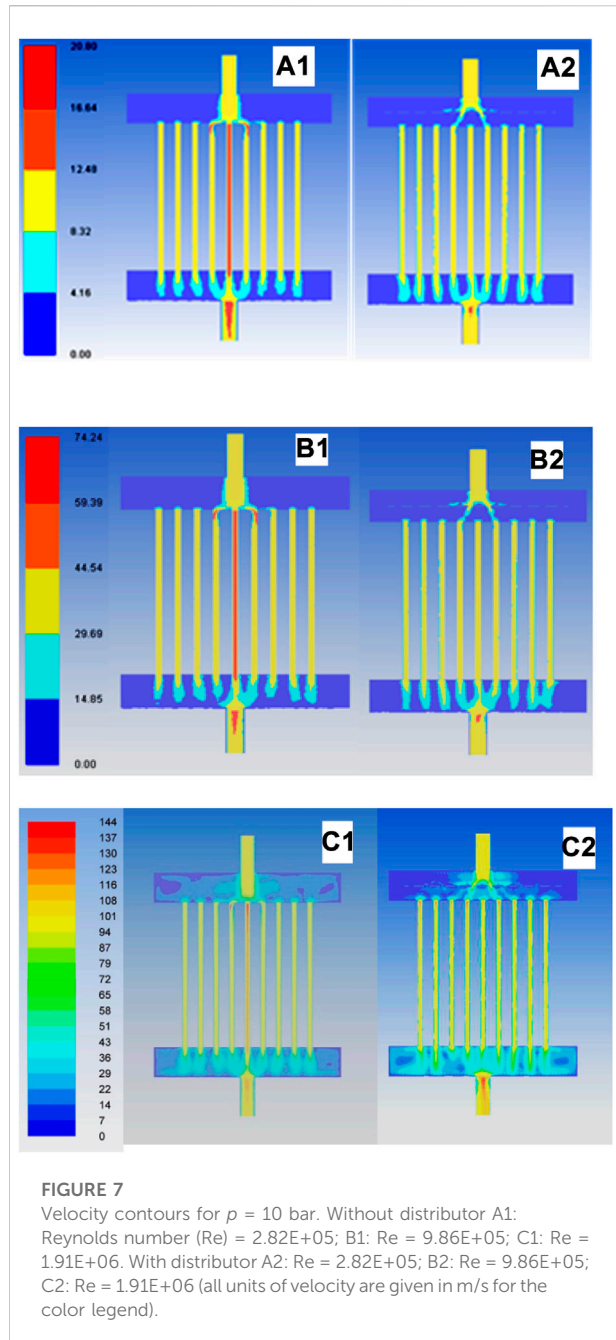 20.80
16.64
12.48
8.32
4.16
0.00
A1
A2
74.24
59.39
44.54
29.69
14.85
0.00
B1
B2
144
137
130
123
116
108
101
94
87
79
72
65
58
51
43
36
29
22
14
7
0
C1
C2
FIGURE 7
Velocity contours for p = 10 bar. Without distributor A1:
Reynolds number (Re) = 2.82E+05; B1: Re = 9.86E+05; C1: Re =
1.91E+06. With distributor A2: Re = 2.82E+05; B2: Re = 9.86E+05;
C2: Re = 1.91E+06 (all units of velocity are given in m/s for the
color legend).